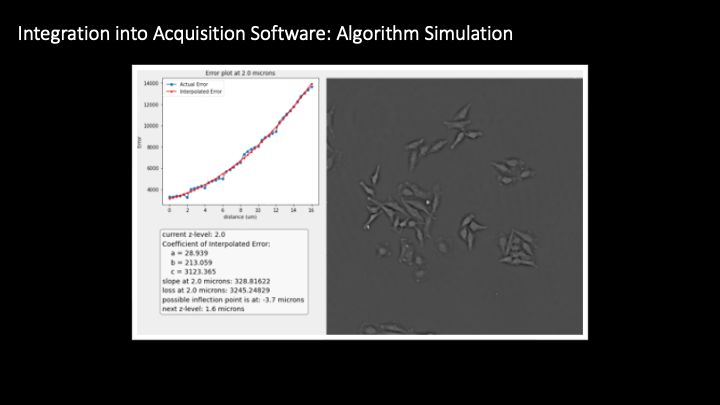 Integration into Acquisition Software: Algorithm Simulation
Error plot at 2.0 microns
Actual Error
Interpolated Error
14000
12000
10000
8000
6000
4000
Error
0 2 4 6 8 10 12 14 16
distance (um)
current z-level: 2.0
Coefficient of Interpolated Error:
a = 28.939
b = 213.059
c = 3123.365
slope at 2.0 microns: 328.81622
loss at 2.0 microns: 3245.24829
possible inflection point is at: -3.7 microns
next z-level: 1.6 microns